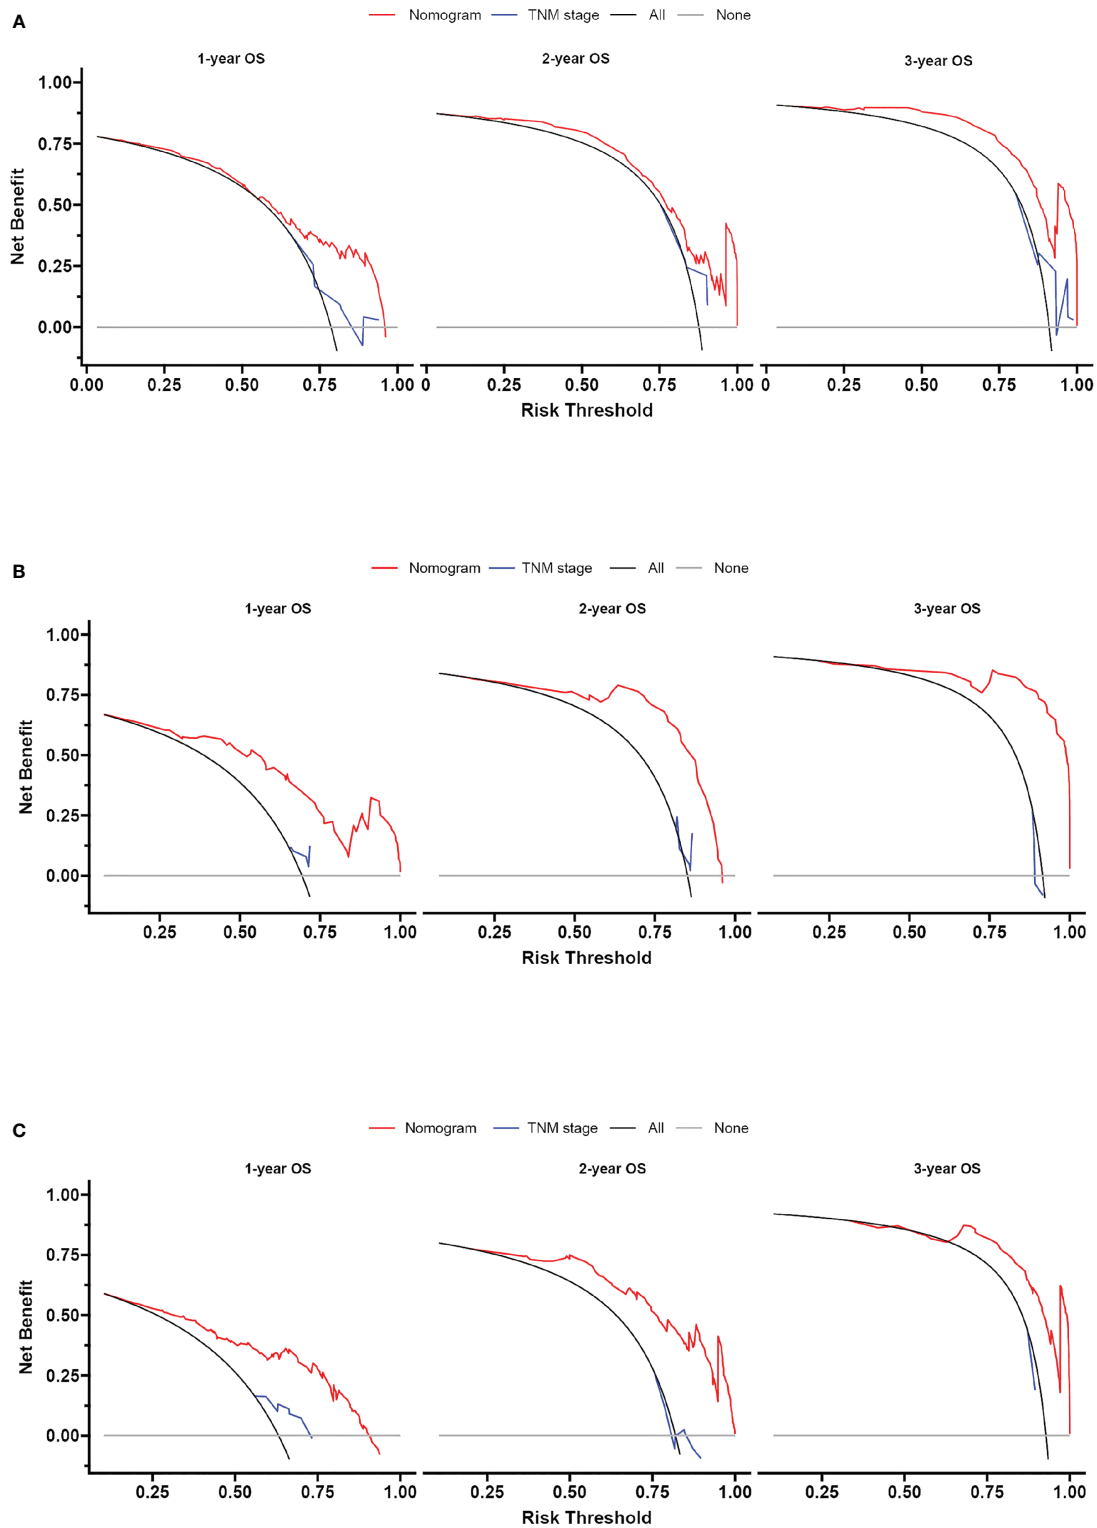 A
Nomogram TNM stage All None
1-year OS 2-year OS 3-year OS
1.00
0.75
0.50
0.25
0.00
Net Benefit
0.00 0.25 0.50 0.75 1.00 0 0.25 0.50 0.75 1.00 0 0.25 0.50 0.75 1.00
Risk Threshold
B
Nomogram TNM stage All None
1-year OS 2-year OS 3-year OS
1.00
0.75
0.50
0.25
0.00
Net Benefit
0.25 0.50 0.75 1.00 0.25 0.50 0.75 1.00 0.25 0.50 0.75 1.00
Risk Threshold
C
Nomogram TNM stage All None
1-year OS 2-year OS 3-year OS
1.00
0.75
0.50
0.25
0.00
Net Benefit
0.25 0.50 0.75 1.00 0.25 0.50 0.75 1.00 0.25 0.50 0.75 1.00
Risk Threshold